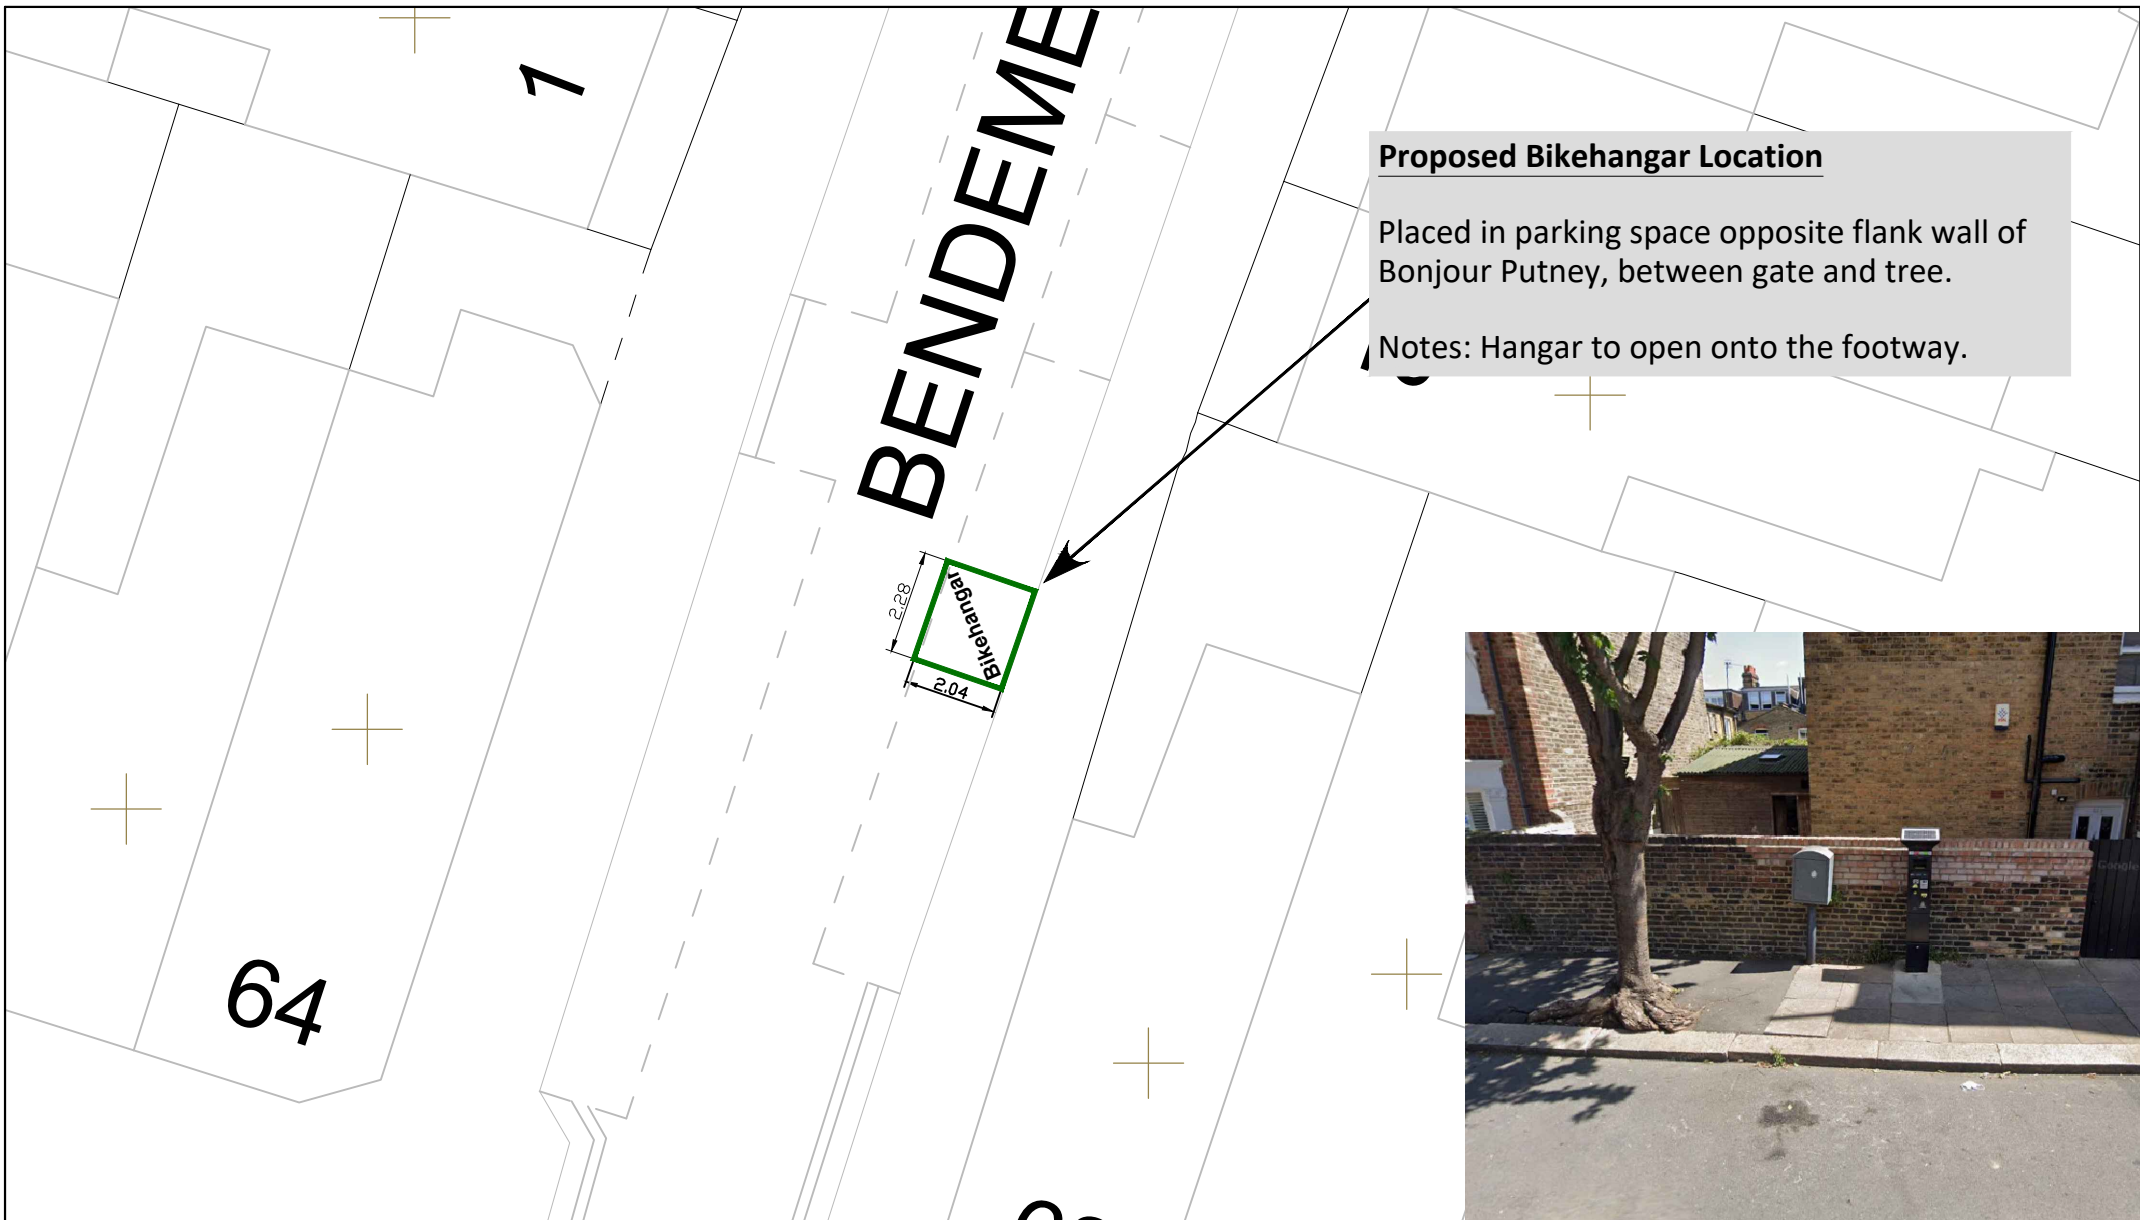 1
BENDEME
Proposed Bikehangar Location
Placed in parking space opposite flank wall of
Bonjour Putney, between gate and tree.
Notes: Hangar to open onto the footway.
2.28
Bikehangar
2.04
64
Google